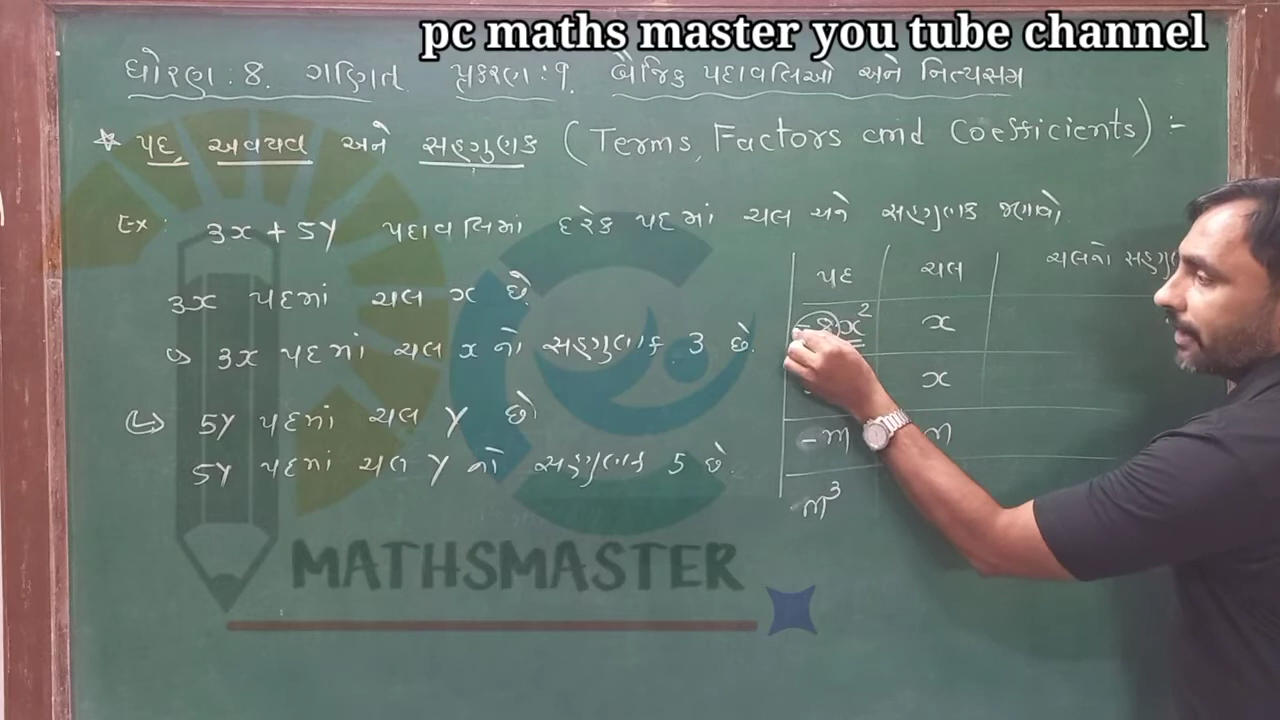 pc maths master you tube channel
ધોરણ : 8. ગણિત પ્રકરણ : 9. બૈજિક પદાવલિઓ અને નિત્યસમ
પદ, અવયવ અને સહગુણક (Terms, Factors and Coefficients) :-
Ex : 3x + 5y પદાવલિમાં દરેક પદમાં ચલ અને સહગુણક જણાવો.
3x પદમાં ચલ x છે.
3x પદમાં ચલ x નો સહગુણક 3 છે.
5y પદમાં ચલ y છે
5y પદમાં ચલ y નો સહગુણક 5 છે.
પદ ચલ ચલનો
-8x² x
x
-m m
m³
MATHSMASTER